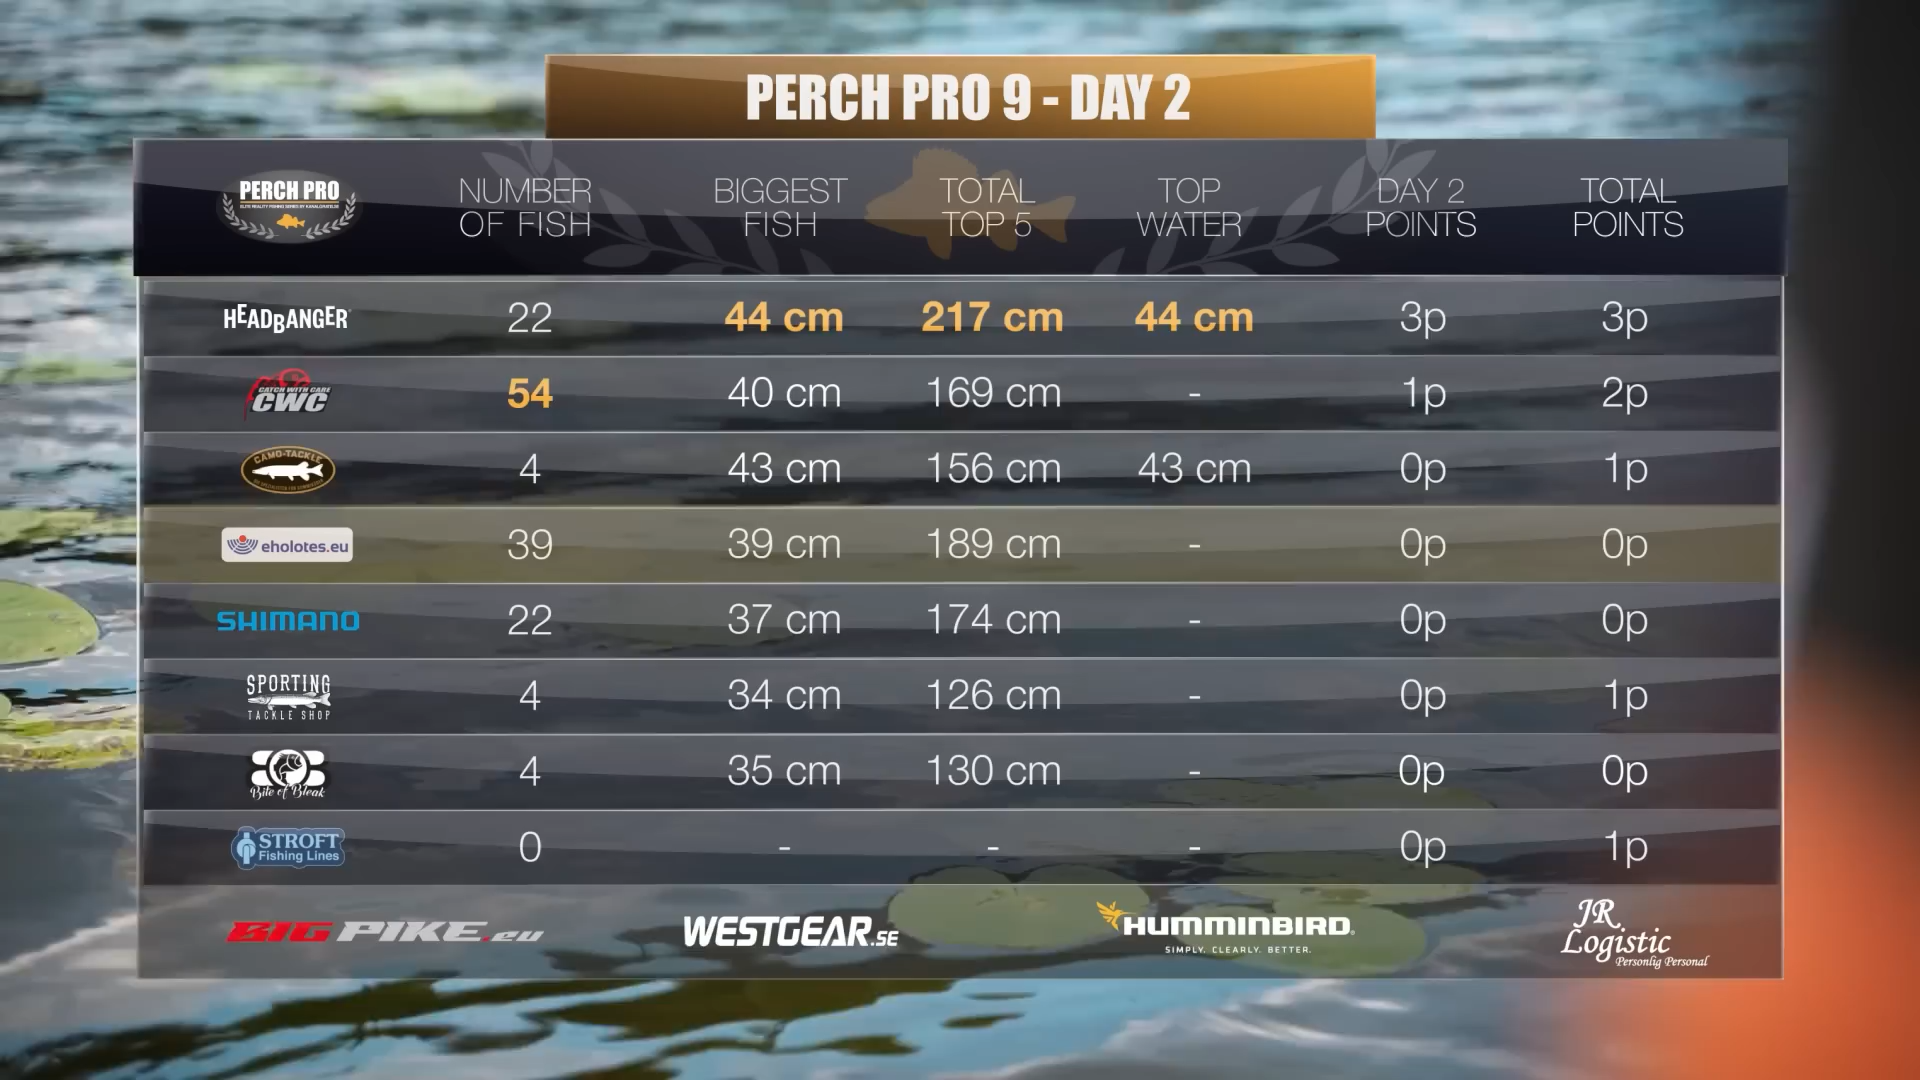 PERCH PRO 9 - DAY 2
PERCH PRO
NUMBER OF FISH
BIGGEST FISH
TOTAL TOP 5
TOP WATER
DAY 2 POINTS
TOTAL POINTS
HEADBANGER 22 44 cm 217 cm 44 cm 3p 3p
CATCH WITH CARE CWC 54 40 cm 169 cm - 1p 2p
CAMO-TACKLE 4 43 cm 156 cm 43 cm 0p 1p
eholotes.eu 39 39 cm 189 cm - 0p 0p
SHIMANO 22 37 cm 174 cm - 0p 0p
SPORTING TACKLE SHOP 4 34 cm 126 cm - 0p 1p
Bite of Bleak 4 35 cm 130 cm - 0p 0p
STROFT Fishing Lines 0 - - - 0p 1p
BIG PIKE.eu
WESTGEAR.SE
HUMMINBIRD
SIMPLY. CLEARLY. BETTER.
JR
Logistic
Personlig Personal